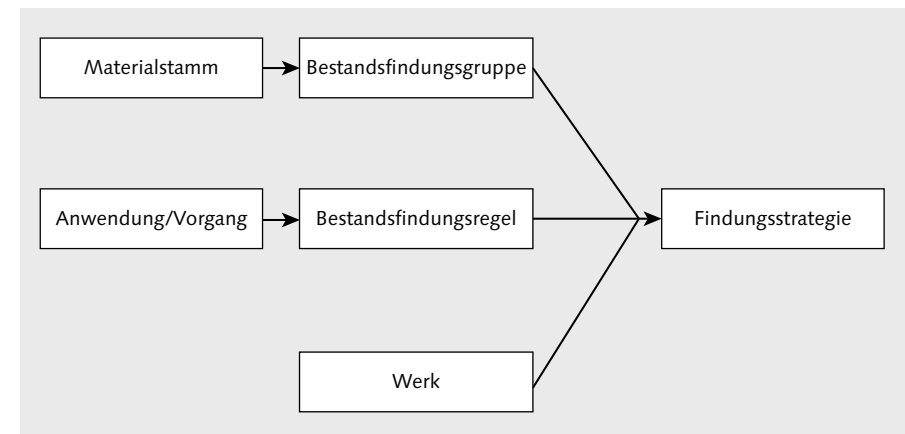 Materialstamm
Bestandsfindungsgruppe
Anwendung/Vorgang
Bestandsfindungsregel
Findungsstrategie
Werk